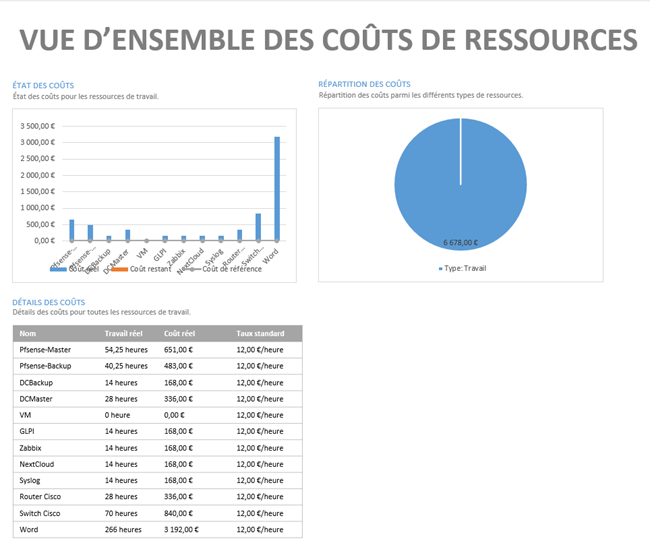 VUE D'ENSEMBLE DES COÛTS DE RESSOURCES
ÉTAT DES COÛTS
État des coûts pour les ressources de travail.
3 500,00 €
3 000,00 €
2 500,00 €
2 000,00 €
1 500,00 €
1 000,00 €
500,00 €
0,00 €
Pfsense-...
Pfsense-...
DCBackup
DCMaster
VM
GLPI
Zabbix
NextCloud
Syslog
Router...
Switch...
Word
Coût réel
Coût restant
Coût de référence
RÉPARTITION DES COÛTS
Répartition des coûts parmi les différents types de ressources.
6 678,00 €
Type: Travail
DÉTAILS DES COÛTS
Détails des coûts pour toutes les ressources de travail.
Nom Travail réel Coût réel Taux standard
Pfsense-Master 54,25 heures 651,00 € 12,00 €/heure
Pfsense-Backup 40,25 heures 483,00 € 12,00 €/heure
DCBackup 14 heures 168,00 € 12,00 €/heure
DCMaster 28 heures 336,00 € 12,00 €/heure
VM 0 heure 0,00 € 12,00 €/heure
GLPI 14 heures 168,00 € 12,00 €/heure
Zabbix 14 heures 168,00 € 12,00 €/heure
NextCloud 14 heures 168,00 € 12,00 €/heure
Syslog 14 heures 168,00 € 12,00 €/heure
Router Cisco 28 heures 336,00 € 12,00 €/heure
Switch Cisco 70 heures 840,00 € 12,00 €/heure
Word 266 heures 3 192,00 € 12,00 €/heure